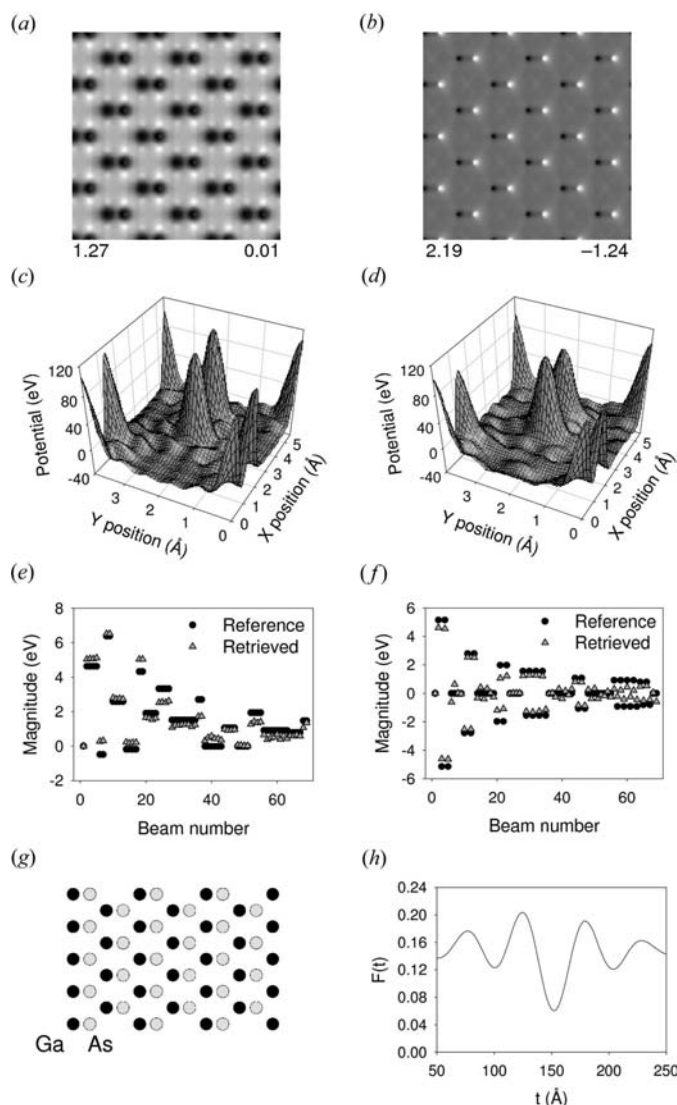 (a)
(b)
1.27 0.01
2.19 −1.24
(c)
(d)
Potential (eV)
120
80
40
0
-40
3
2
1
0
Y position (Å)
0
1
2
3
4
5
X position (Å)
Potential (eV)
120
80
40
0
-40
3
2
1
0
Y position (Å)
0
1
2
3
4
5
X position (Å)
(e)
Magnitude (eV)
8
6
4
2
0
-2
Reference
Retrieved
0 20 40 60
Beam number
(f)
Magnitude (eV)
6
4
2
0
-2
-4
-6
Reference
Retrieved
0 20 40 60
Beam number
(g)
Ga As
(h)
F(t)
0.24
0.20
0.16
0.12
0.08
0.00
50 100 150 200 250
t (Å)